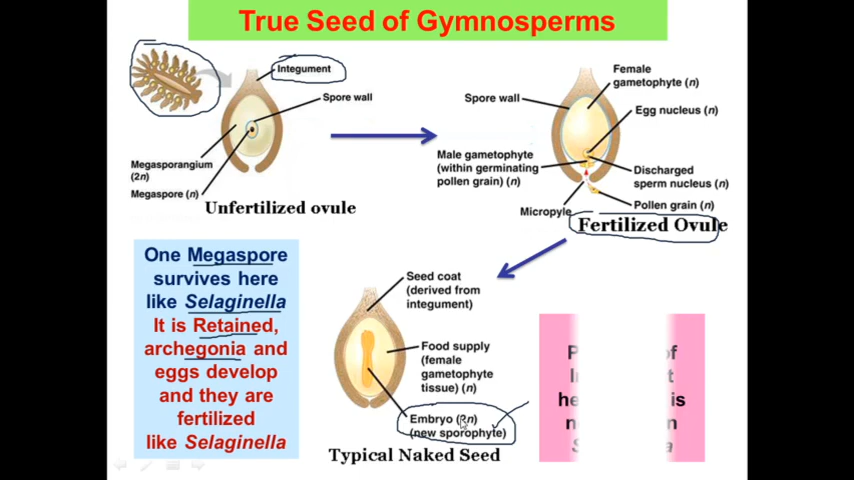 True Seed of Gymnosperms
Integument
Spore wall
Megasporangium
(2n)
Megaspore (n)
Unfertilized ovule
Female
gametophyte (n)
Spore wall
Egg nucleus (n)
Male gametophyte
(within germinating
pollen grain) (n)
Discharged
sperm nucleus (n)
Pollen grain (n)
Micropyle
Fertilized Ovule
One Megaspore
survives here
like Selaginella
It is Retained,
archegonia and
eggs develop
and they are
fertilized
like Selaginella
Seed coat
(derived from
integument)
Food supply
(female
gametophyte
tissue) (n)
Embryo (2n)
(new sporophyte)
Typical Naked Seed
is